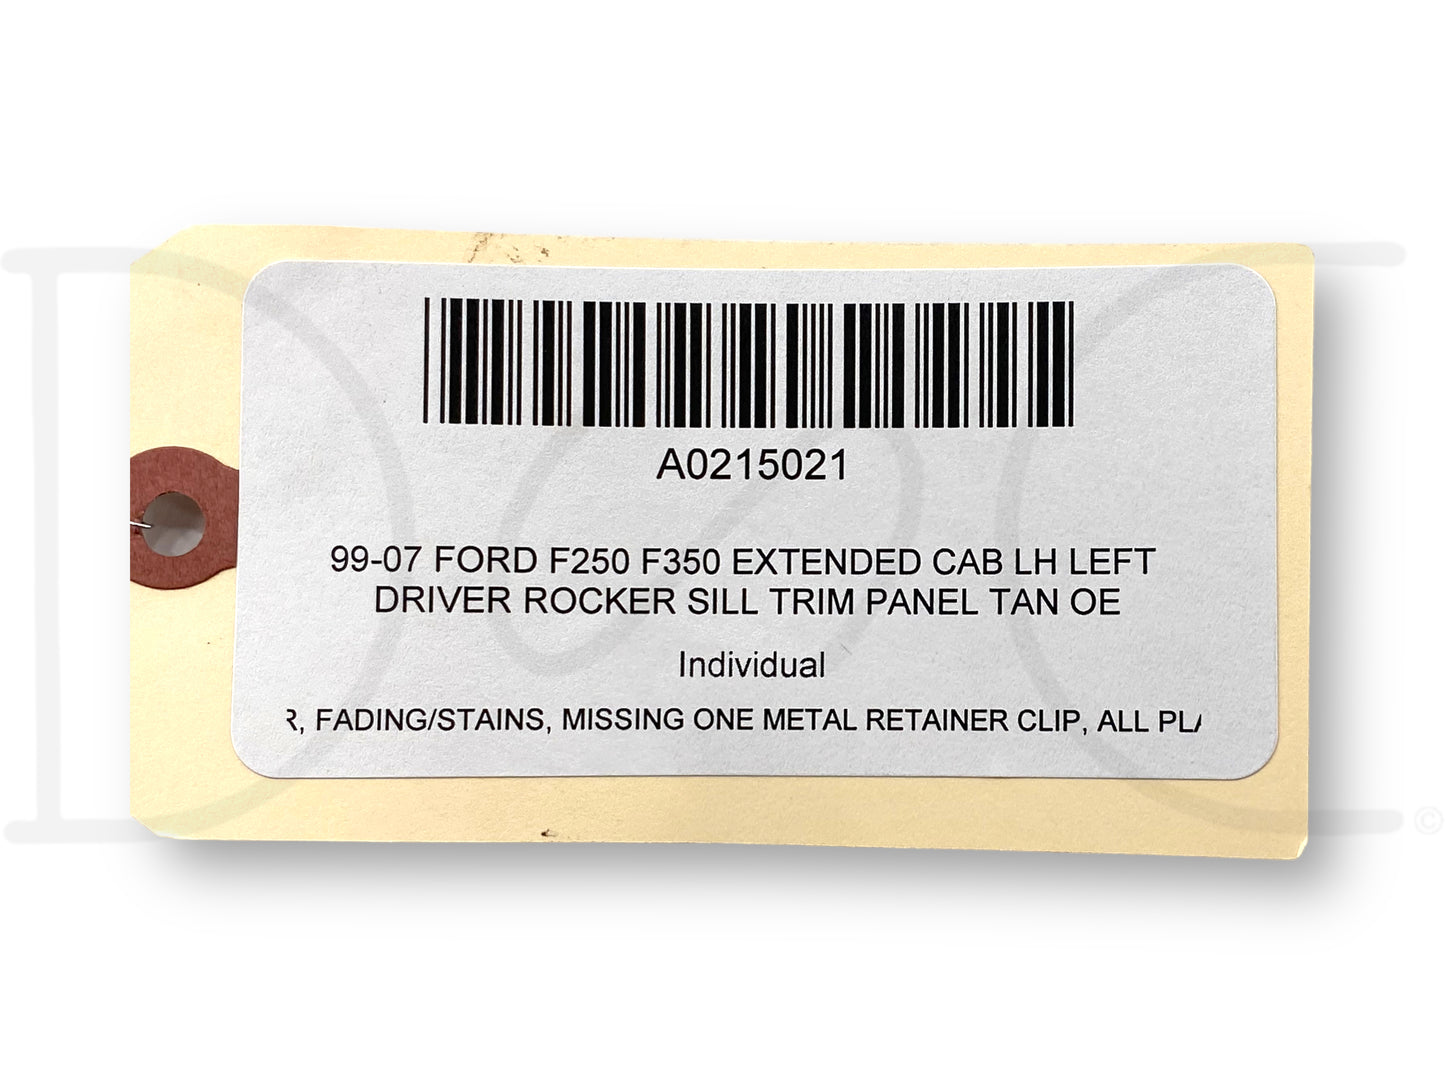 A0215021
99-07 FORD F250 F350 EXTENDED CAB LH LEFT
DRIVER ROCKER SILL TRIM PANEL TAN OE
Individual
R, FADING/STAINS, MISSING ONE METAL RETAINER CLIP, ALL PLA
©